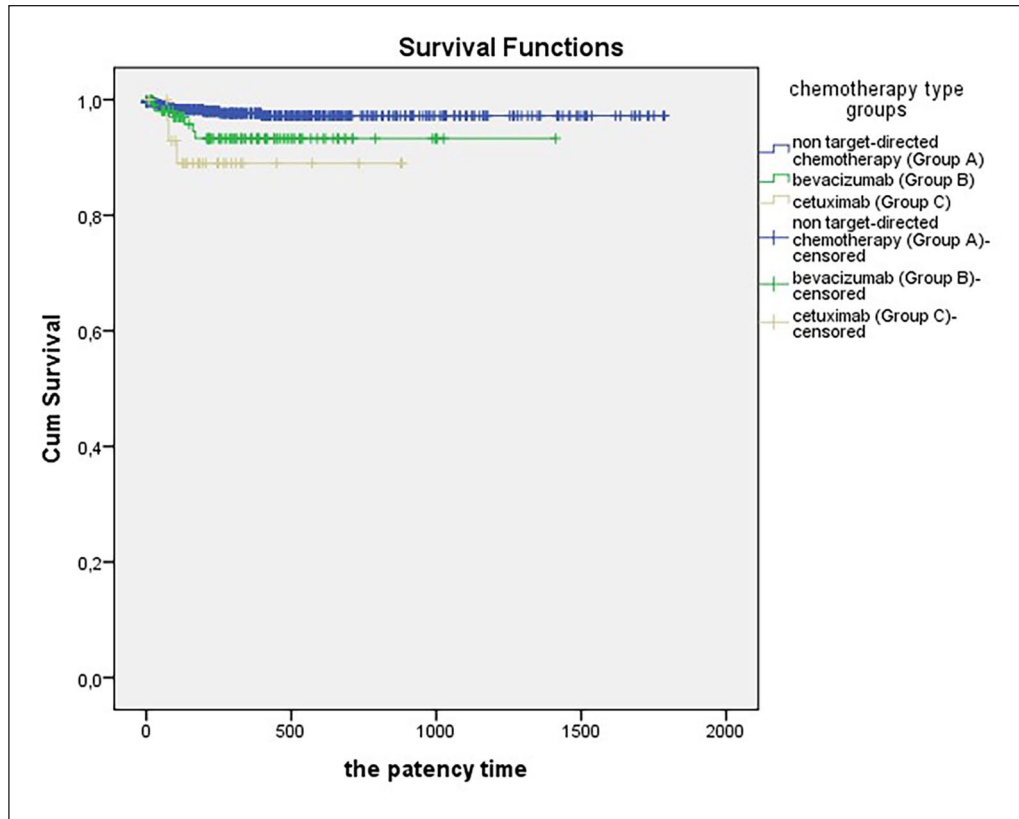 Survival Functions
Cum Survival
1,0
0,8
0,6
0,4
0,2
0,0
0
500
1000
1500
2000
the patency time
chemotherapy type
groups
non target-directed
chemotherapy (Group A)
bevacizumab (Group B)
cetuximab (Group C)
non target-directed
chemotherapy (Group A)-
censored
bevacizumab (Group B)-
censored
cetuximab (Group C)-
censored